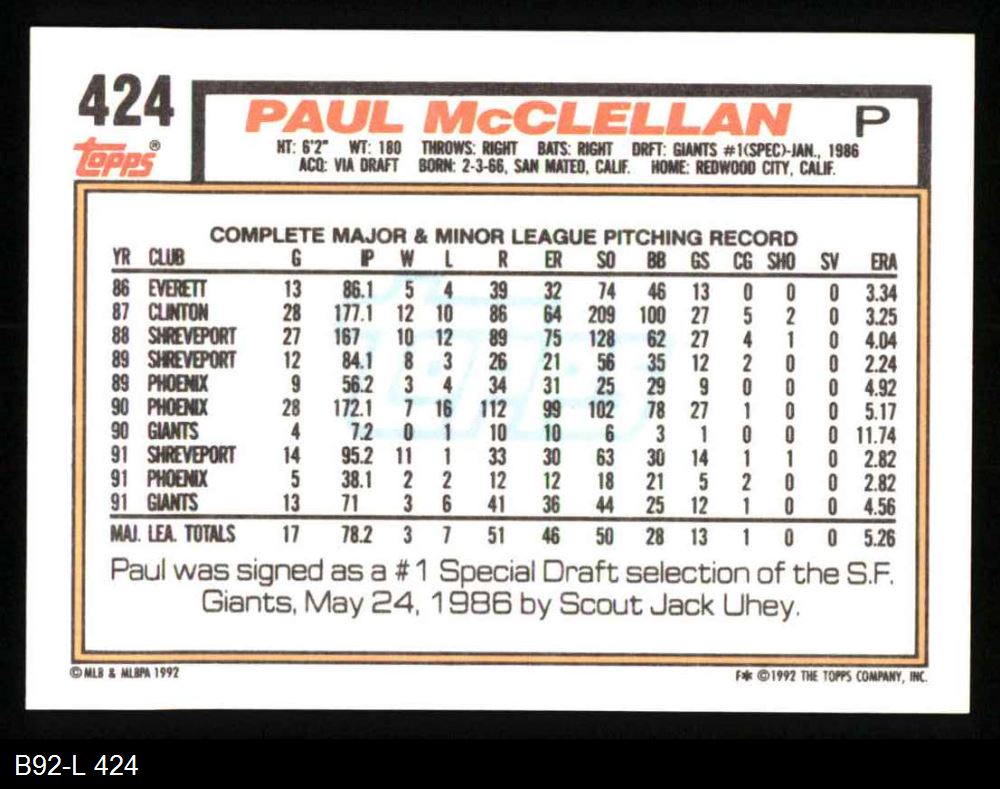 424
PAUL McCLELLAN P
topps®
HT: 6'2" WT: 180 THROWS: RIGHT BATS: RIGHT DRFT: GIANTS #1(SPEC)-JAN., 1986
ACQ: VIA DRAFT BORN: 2-3-66, SAN MATEO, CALIF. HOME: REDWOOD CITY, CALIF.
COMPLETE MAJOR & MINOR LEAGUE PITCHING RECORD
YR CLUB G IP W L R ER SO BB GS CG SHO SV ERA
86 EVERETT 13 86.1 5 4 39 32 74 46 13 0 0 0 3.34
87 CLINTON 28 177.1 12 10 86 64 209 100 27 5 2 0 3.25
88 SHREVEPORT 27 167 10 12 89 75 128 62 27 4 1 0 4.04
89 SHREVEPORT 12 84.1 8 3 26 21 56 35 12 2 0 0 2.24
89 PHOENIX 9 56.2 3 4 34 31 25 29 9 0 0 0 4.92
90 PHOENIX 28 172.1 7 16 112 99 102 78 27 1 0 0 5.17
90 GIANTS 4 7.2 0 1 10 10 6 3 1 0 0 0 11.74
91 SHREVEPORT 14 95.2 11 1 33 30 63 30 14 1 1 0 2.82
91 PHOENIX 5 38.1 2 2 12 12 18 21 5 2 0 0 2.82
91 GIANTS 13 71 3 6 41 36 44 25 12 1 0 0 4.56
MAJ. LEA. TOTALS 17 78.2 3 7 51 46 50 28 13 1 0 0 5.26
Paul was signed as a #1 Special Draft selection of the S.F.
Giants, May 24, 1986 by Scout Jack Uhey.
© MLB & MLBPA 1992 F* © 1992 THE TOPPS COMPANY, INC.
B92-L 424